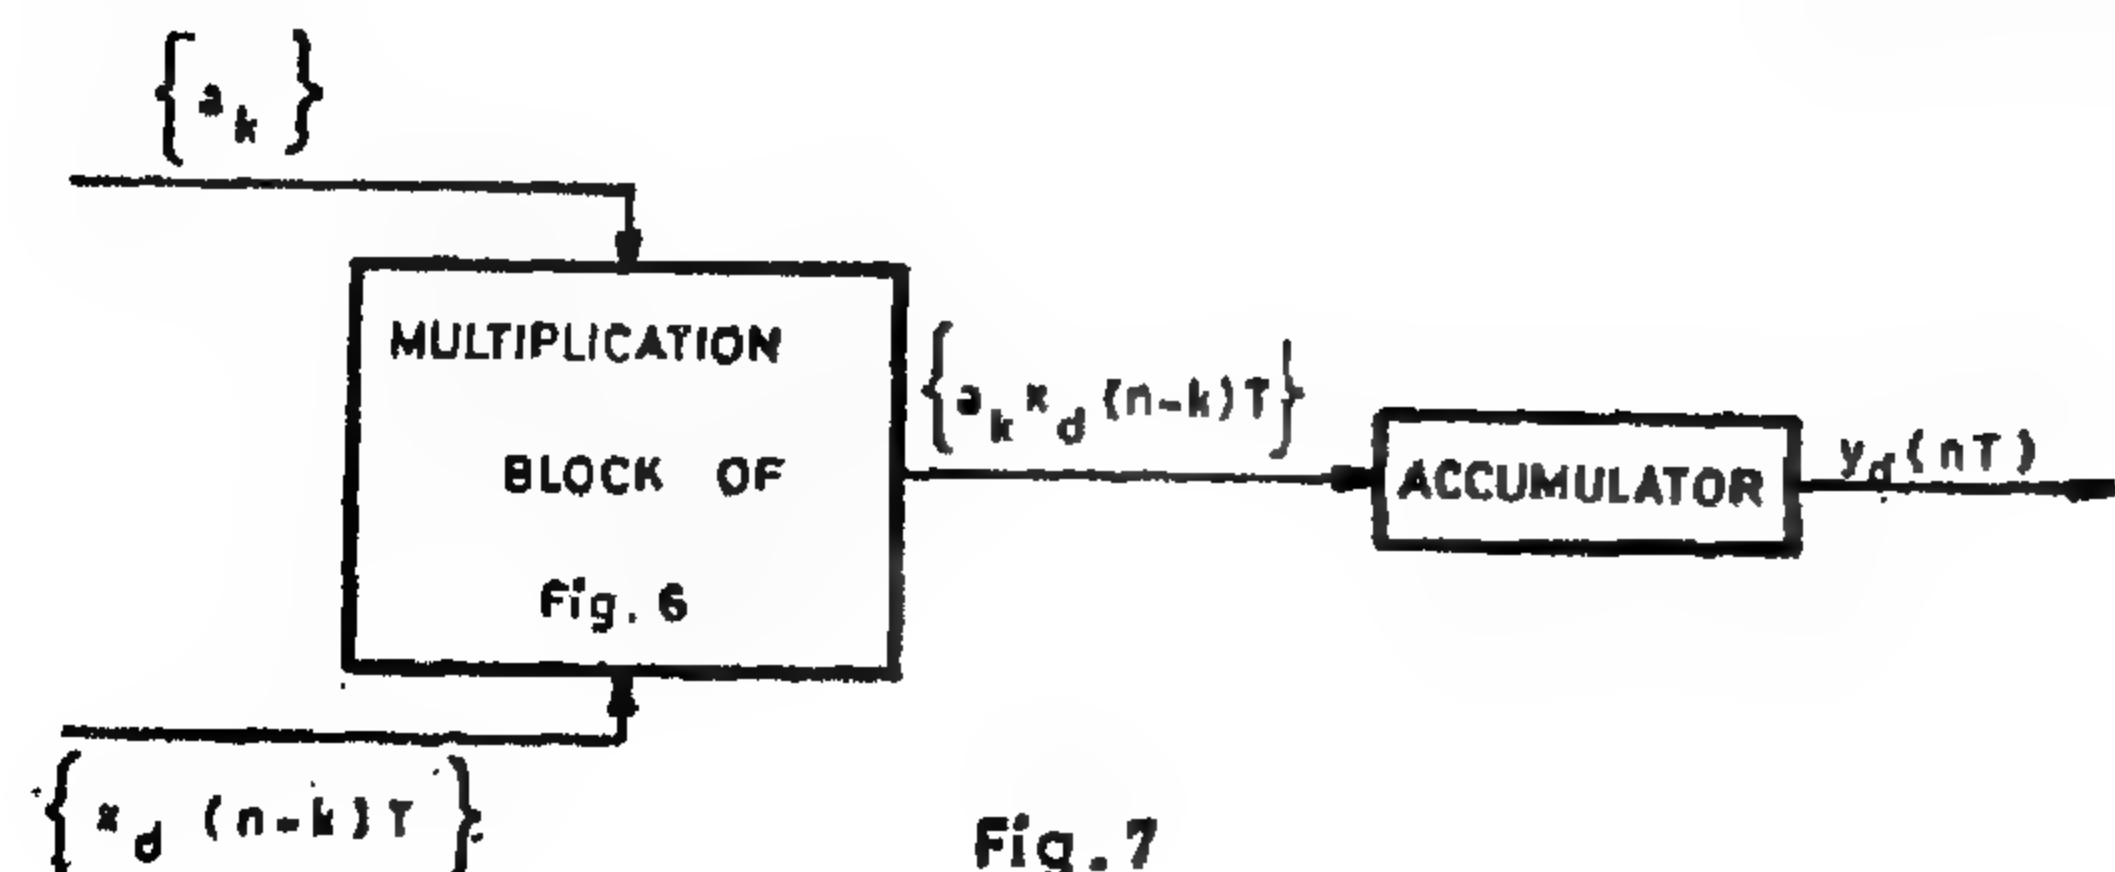 {a_k}
MULTIPLICATION
BLOCK OF
Fig. 6
{a_k x_d (n-k)T}
ACCUMULATOR
y_d(nT)
{x_d (n-k)T}
Fig. 7